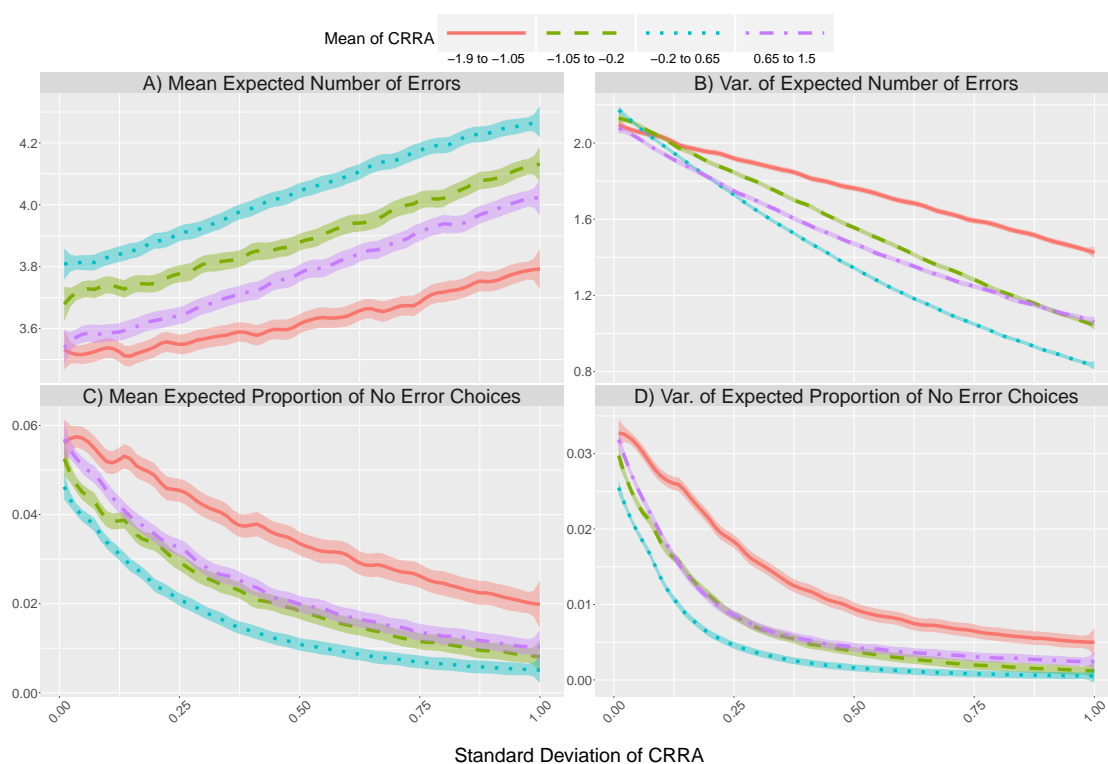 Mean of CRRA
−1.9 to −1.05
−1.05 to −0.2
−0.2 to 0.65
0.65 to 1.5
A) Mean Expected Number of Errors
4.2
4.0
3.8
3.6
B) Var. of Expected Number of Errors
2.0
1.6
1.2
0.8
C) Mean Expected Proportion of No Error Choices
0.06
0.04
0.02
0.00
0.00
0.25
0.50
0.75
1.00
D) Var. of Expected Proportion of No Error Choices
0.03
0.02
0.01
0.00
0.00
0.25
0.50
0.75
1.00
Standard Deviation of CRRA